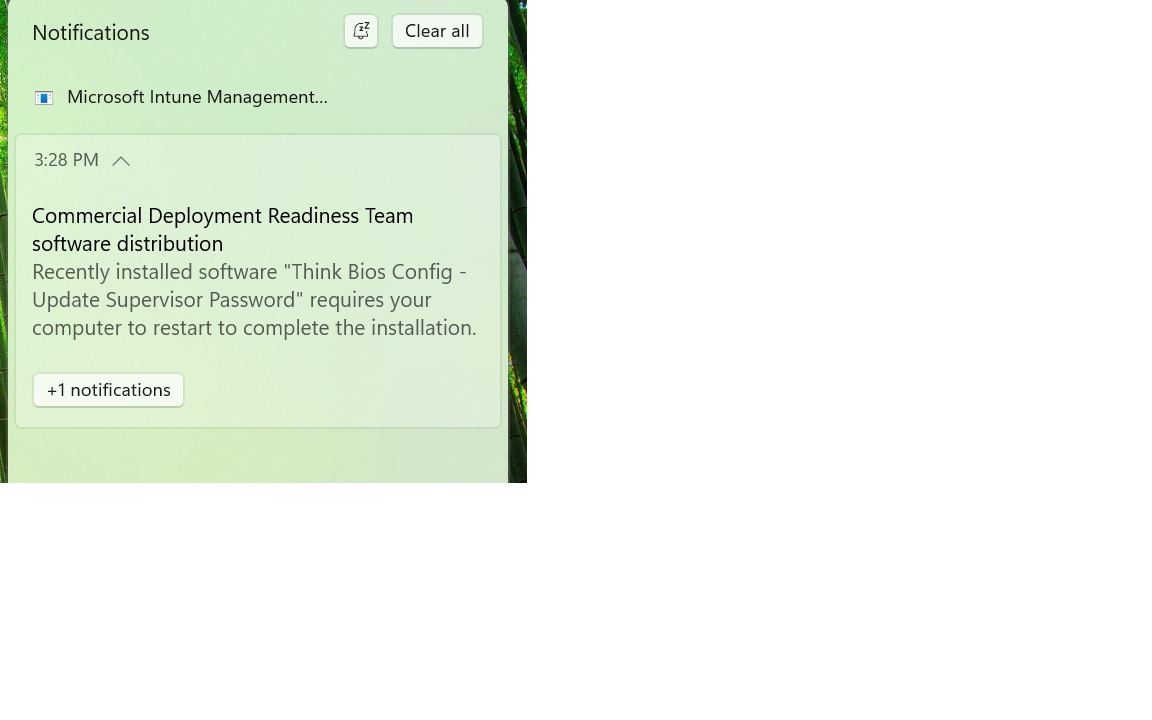 Notifications
Clear all
Microsoft Intune Management...
3:28 PM
Commercial Deployment Readiness Team
software distribution
Recently installed software "Think Bios Config -
Update Supervisor Password" requires your
computer to restart to complete the installation.
+1 notifications